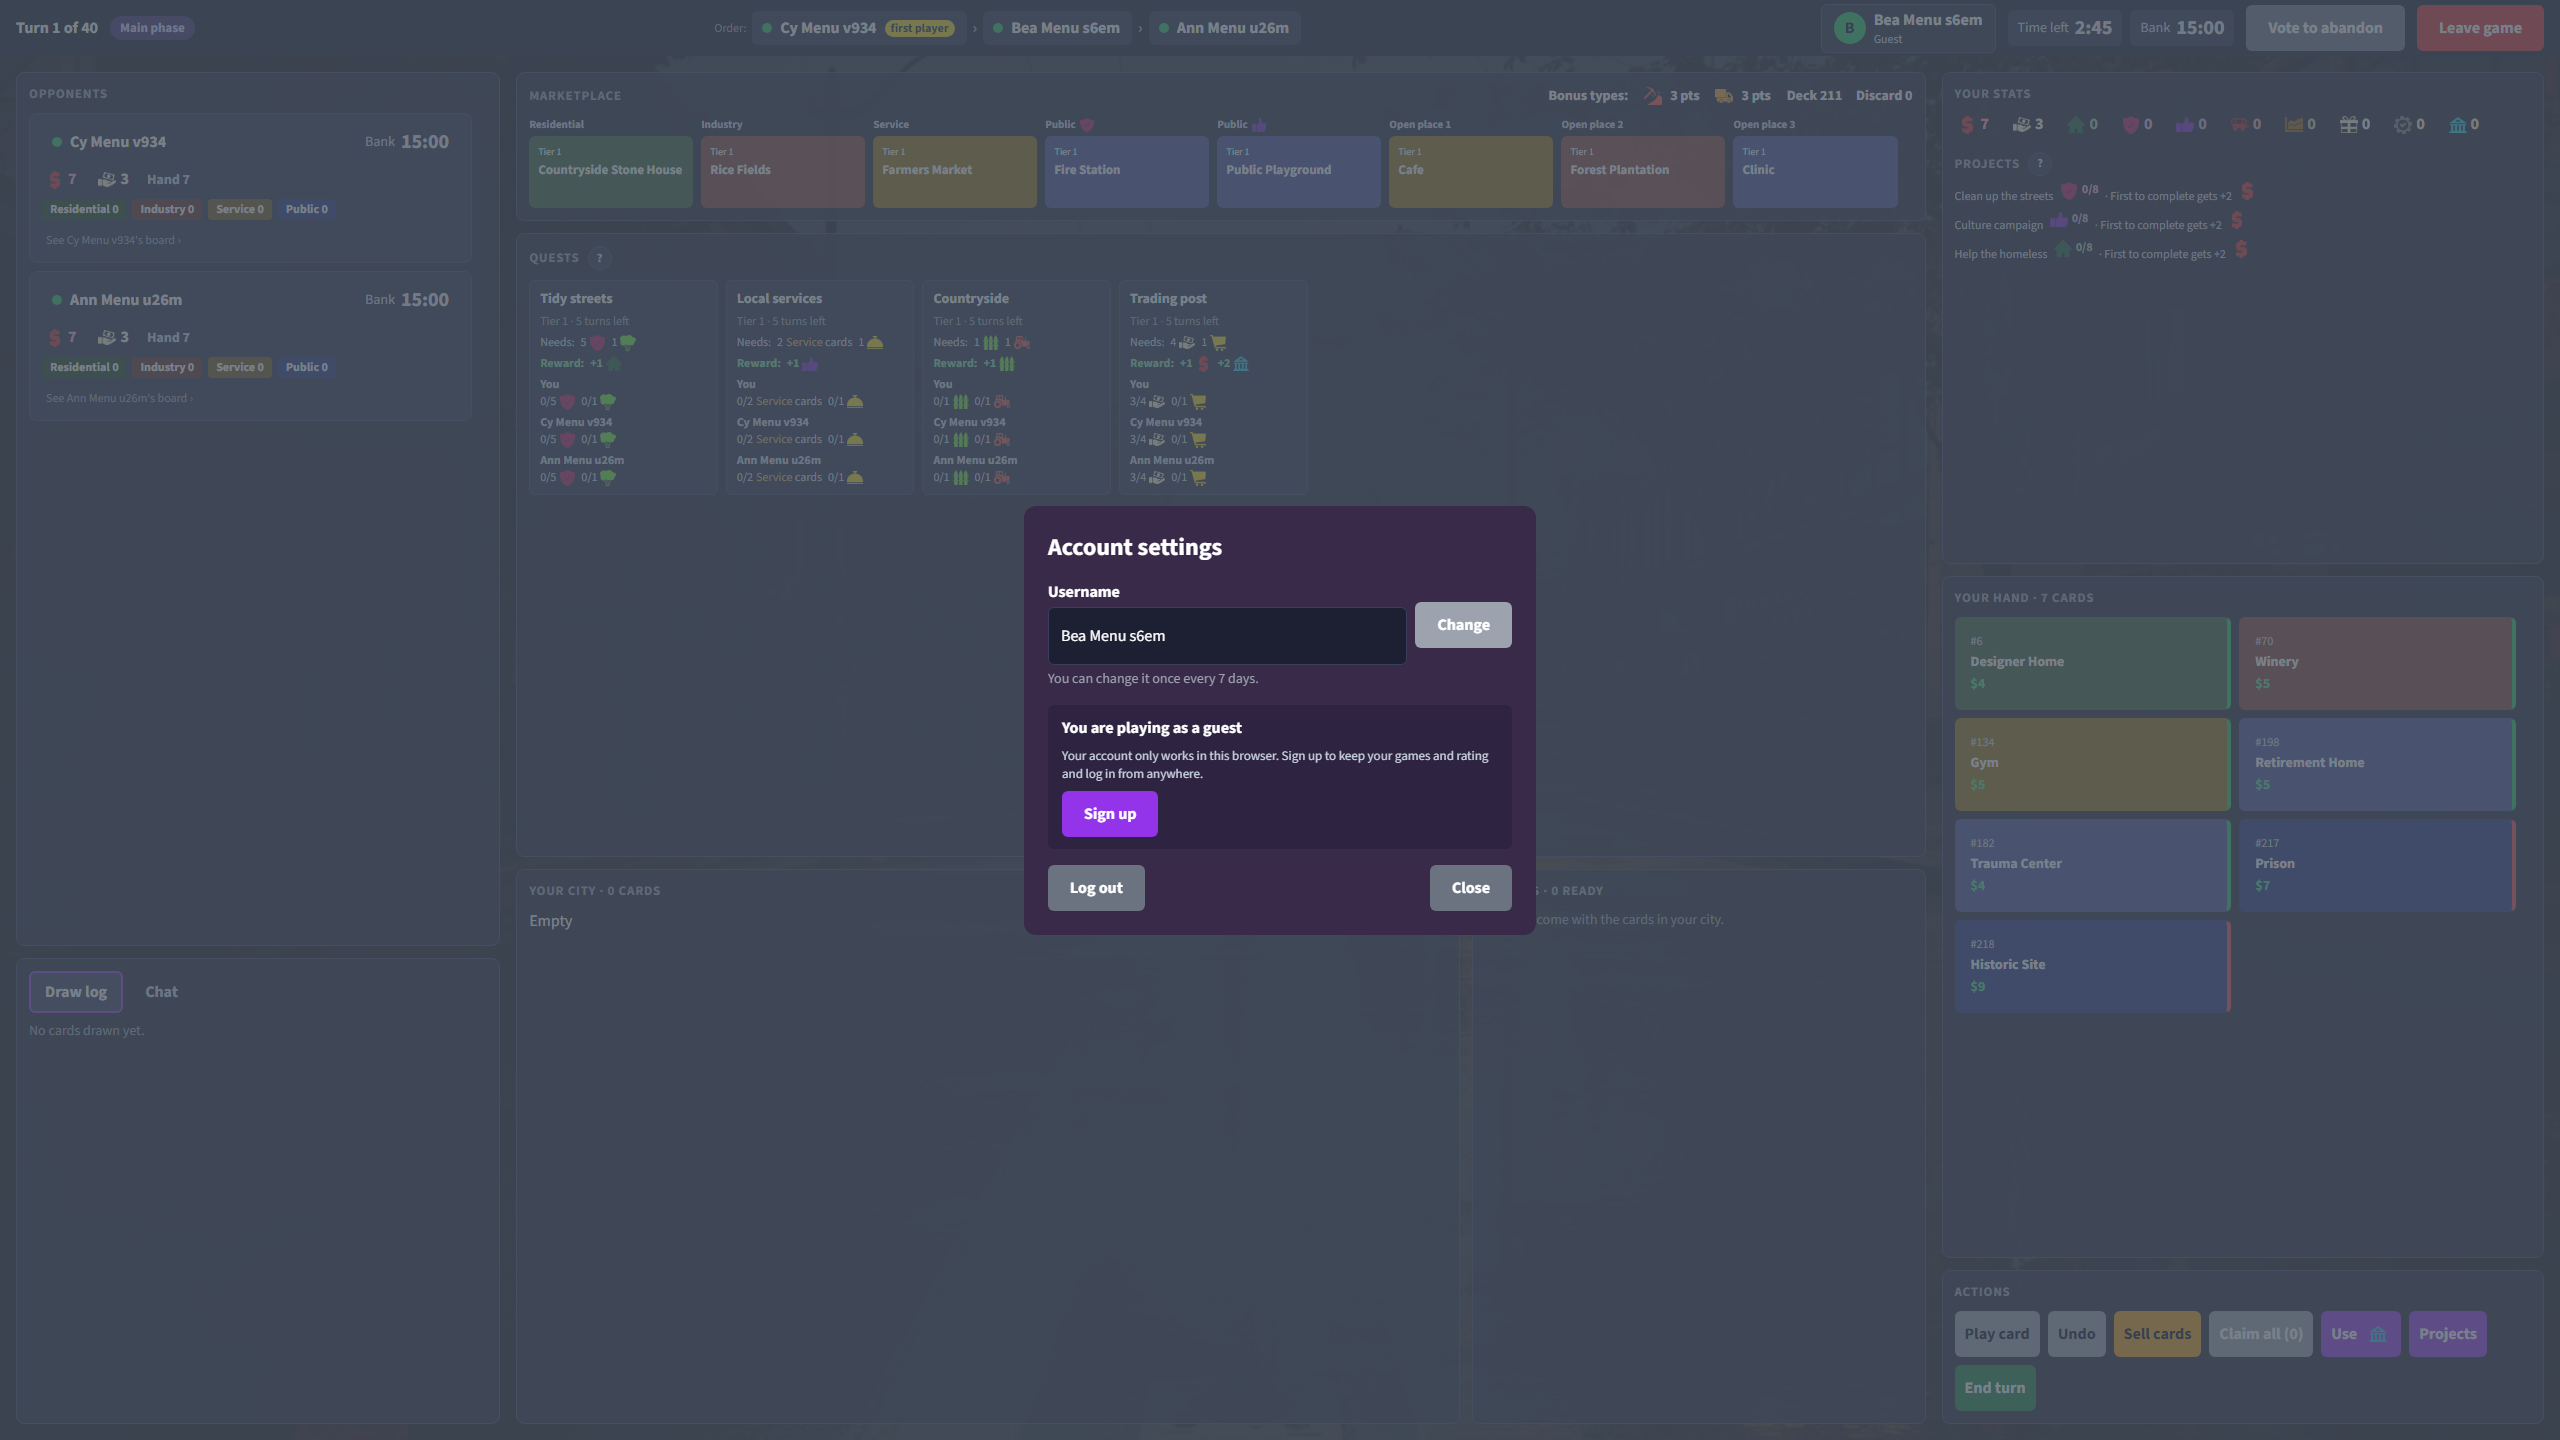 Turn 1 of 40 Main phase
Order: Cy Menu v934 first player › Bea Menu s6em › Ann Menu u26m
B Bea Menu s6em
Guest
Time left 2:45 Bank 15:00 Vote to abandon Leave game
OPPONENTS
Cy Menu v934 Bank 15:00
7 3 Hand 7
Residential 0 Industry 0 Service 0 Public 0
See Cy Menu v934's board ›
Ann Menu u26m Bank 15:00
7 3 Hand 7
Residential 0 Industry 0 Service 0 Public 0
See Ann Menu u26m's board ›
Draw log Chat
No cards drawn yet.
MARKETPLACE Bonus types: 3 pts 3 pts Deck 211 Discard 0
Residential Industry Service Public Public Open place 1 Open place 2 Open place 3
Tier 1 Tier 1 Tier 1 Tier 1 Tier 1 Tier 1 Tier 1 Tier 1
Countryside Stone House Rice Fields Farmers Market Fire Station Public Playground Cafe Forest Plantation Clinic
QUESTS ?
Tidy streets
Tier 1 · 5 turns left
Needs: 5 1
Reward: +1
You
0/5 0/1
Cy Menu v934
0/5 0/1
Ann Menu u26m
0/5 0/1
Local services
Tier 1 · 5 turns left
Needs: 2 Service cards 1
Reward: +1
You
0/2 Service cards 0/1
Cy Menu v934
0/2 Service cards 0/1
Ann Menu u26m
0/2 Service cards 0/1
Countryside
Tier 1 · 5 turns left
Needs: 1 1
Reward: +1
You
0/1 0/1
Cy Menu v934
0/1 0/1
Ann Menu u26m
0/1 0/1
Trading post
Tier 1 · 5 turns left
Needs: 4 1
Reward: +1 +2
You
3/4 0/1
Cy Menu v934
3/4 0/1
Ann Menu u26m
3/4 0/1
Account settings
Username
Bea Menu s6em Change
You can change it once every 7 days.
You are playing as a guest
Your account only works in this browser. Sign up to keep your games and rating
and log in from anywhere.
Sign up
Log out Close
YOUR CITY · 0 CARDS
Empty
· 0 READY
come with the cards in your city.
YOUR STATS
7 3 0 0 0 0 0 0 0 0
PROJECTS ?
Clean up the streets 0/8 · First to complete gets +2
Culture campaign 0/8 · First to complete gets +2
Help the homeless 0/8 · First to complete gets +2
YOUR HAND · 7 CARDS
#6
Designer Home
$4
#70
Winery
$5
#134
Gym
$5
#198
Retirement Home
$5
#182
Trauma Center
$4
#217
Prison
$7
#218
Historic Site
$9
ACTIONS
Play card Undo Sell cards Claim all (0) Use Projects
End turn